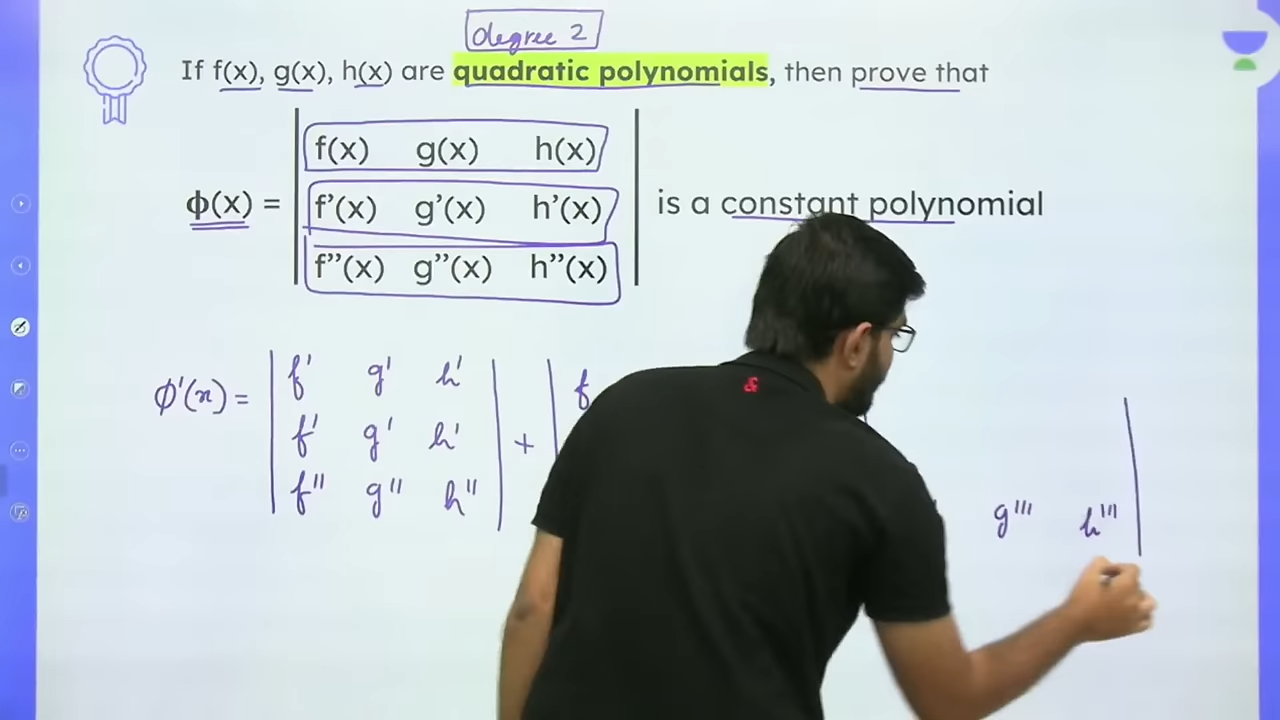 degree 2
If f(x), g(x), h(x) are quadratic polynomials, then prove that
f(x) g(x) h(x)
ϕ(x) = f'(x) g'(x) h'(x) is a constant polynomial
f''(x) g''(x) h''(x)
f' g' h' f
ϕ'(x) = f' g' h' +
f'' g'' h'' g''' h'''